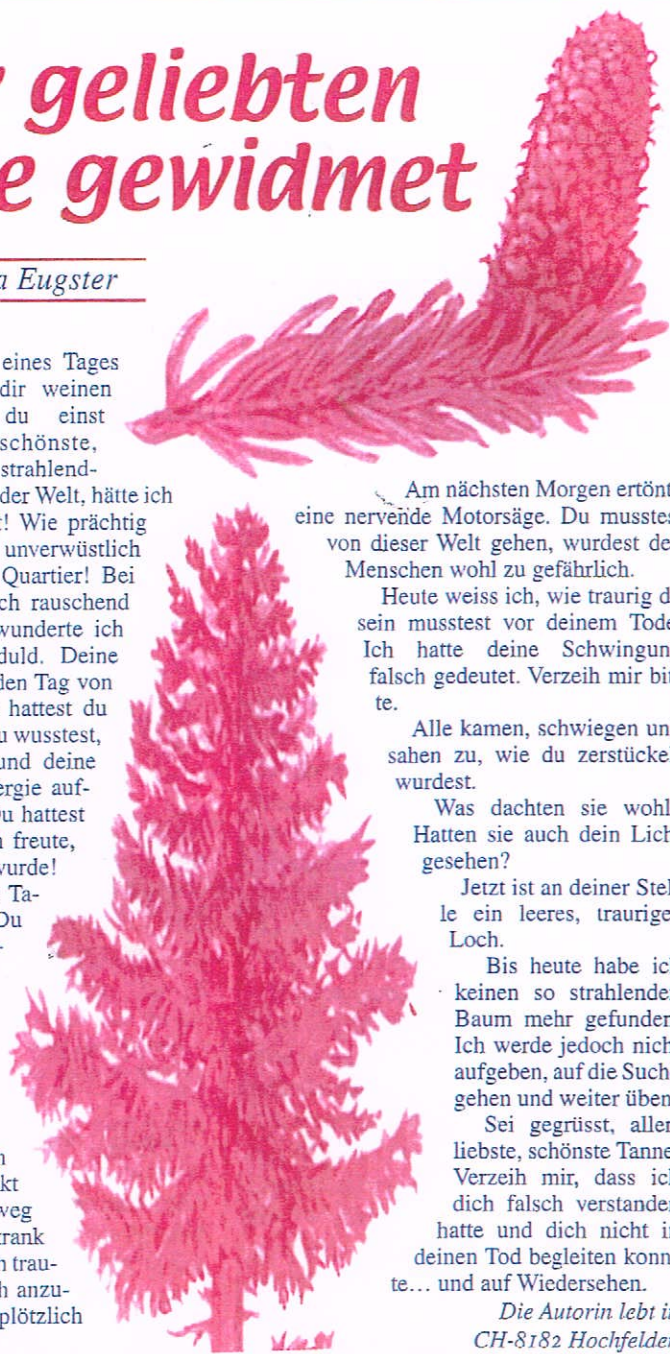 geliebten
e gewidmet
a Eugster
eines Tages
dir weinen
du einst
schönste,
strahlend-
der Welt, hätte ich
! Wie prächtig
unverwüstlich
Quartier! Bei
ch rauschend
wunderte ich
duld. Deine
den Tag von
hattest du
u wusstest,
und deine
ergie auf-
Du hattest
n freute,
wurde!
Ta-
Du
-
n
kt
weg
trank
n trau-
h anzu-
plötzlich
Am nächsten Morgen ertönt
eine nervende Motorsäge. Du musstes
von dieser Welt gehen, wurdest de
Menschen wohl zu gefährlich.
Heute weiss ich, wie traurig d
sein musstest vor deinem Tode
Ich hatte deine Schwingun
falsch gedeutet. Verzeih mir bit
te.
Alle kamen, schwiegen un
sahen zu, wie du zerstücke
wurdest.
Was dachten sie wohl
Hatten sie auch dein Lich
gesehen?
Jetzt ist an deiner Stel
le ein leeres, traurige
Loch.
Bis heute habe ic
keinen so strahlende
Baum mehr gefunden
Ich werde jedoch nich
aufgeben, auf die Such
gehen und weiter üben
Sei gegrüsst, aller
liebste, schönste Tanne
Verzeih mir, dass ic
dich falsch verstanden
hatte und dich nicht i
deinen Tod begleiten konn
te... und auf Wiedersehen.
Die Autorin lebt i
CH-8182 Hochfelden